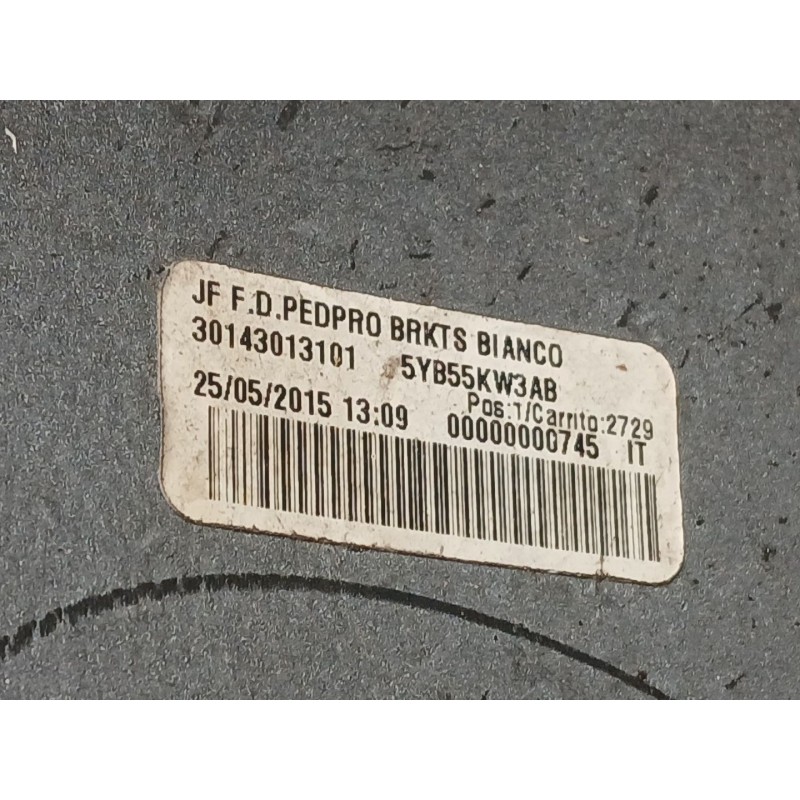 JF F.D.PEDPRO BRKTS BIANCO
30143013101 5YB55KW3AB
Pos:1/Carrito:2729
25/05/2015 13:09 00000000745 IT